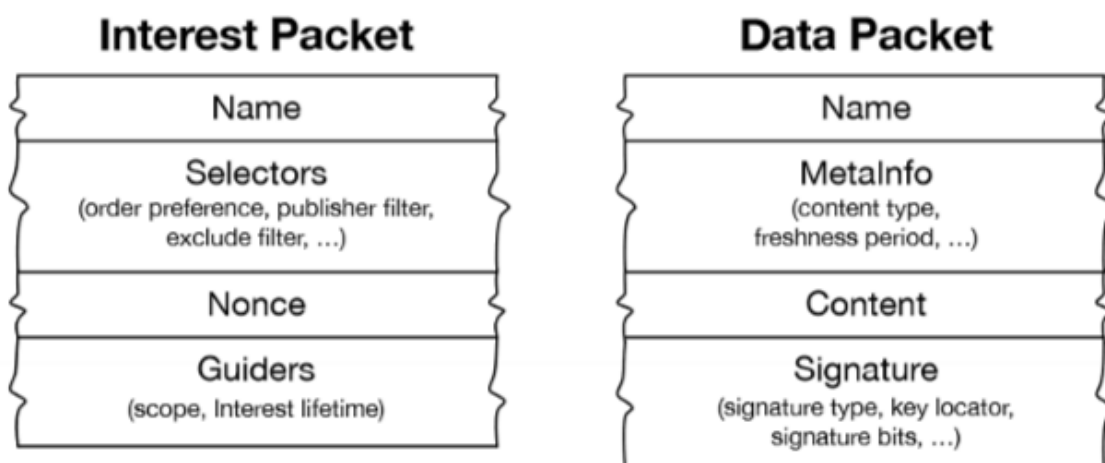 Interest Packet
Name
Selectors
(order preference, publisher filter,
exclude filter, ...)
Nonce
Guiders
(scope, Interest lifetime)
Data Packet
Name
MetaInfo
(content type,
freshness period, ...)
Content
Signature
(signature type, key locator,
signature bits, ...)